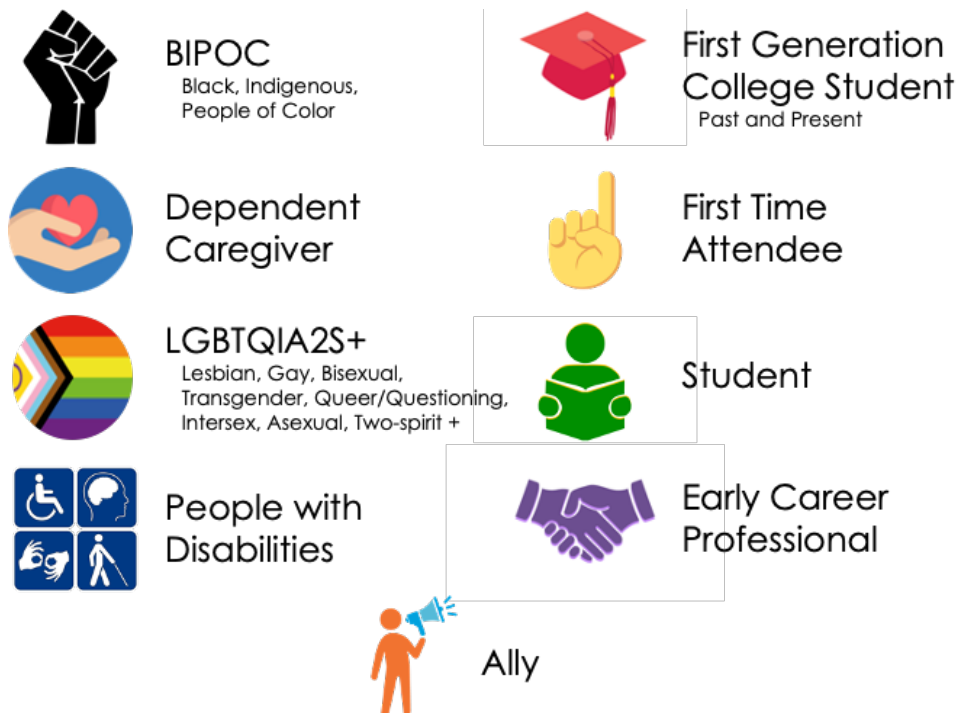 BIPOC
Black, Indigenous,
People of Color
First Generation
College Student
Past and Present
Dependent
Caregiver
First Time
Attendee
LGBTQIA2S+
Lesbian, Gay, Bisexual,
Transgender, Queer/Questioning,
Intersex, Asexual, Two-spirit +
Student
People with
Disabilities
Early Career
Professional
Ally